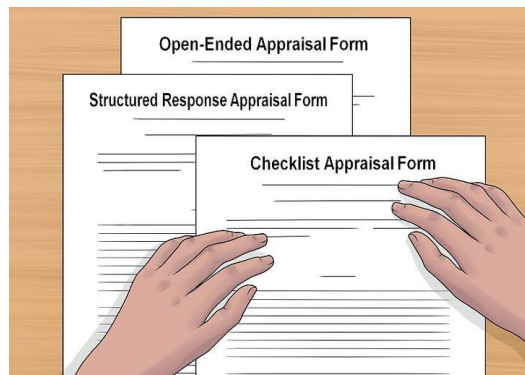 Open-Ended Appraisal Form
Structured Response Appraisal Form
Checklist Appraisal Form